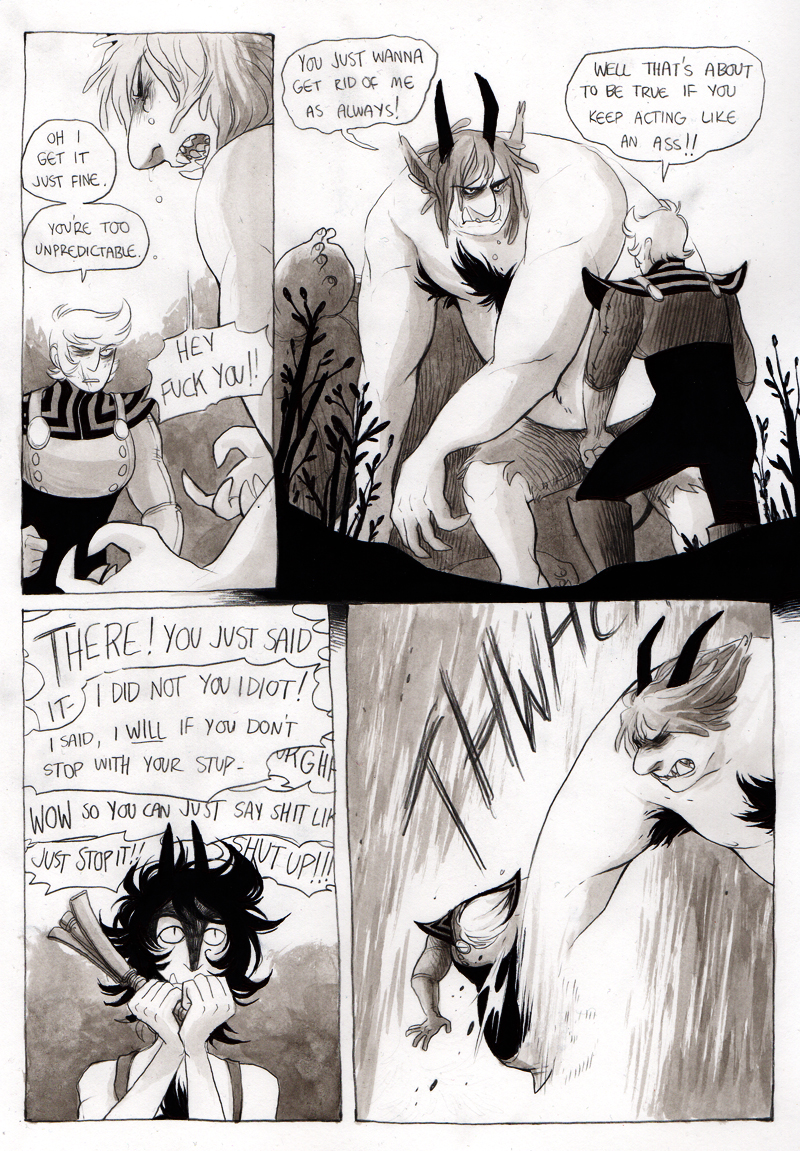 OH I
GET IT
JUST FINE.
YOU'RE TOO
UNPREDICTABLE.
HEY
FUCK YOU!!
YOU JUST WANNA
GET RID OF ME
AS ALWAYS!
WELL THAT'S ABOUT
TO BE TRUE IF YOU
KEEP ACTING LIKE
AN ASS!!
THERE! YOU JUST SAID
IT-
I DID NOT YOU IDIOT!
I SAID, I WILL IF YOU DON'T
STOP WITH YOUR STUP-
URGHH
WOW SO YOU CAN JUST SAY SHIT LIK
JUST STOP IT!!
SHUT UP!!!
THWAC